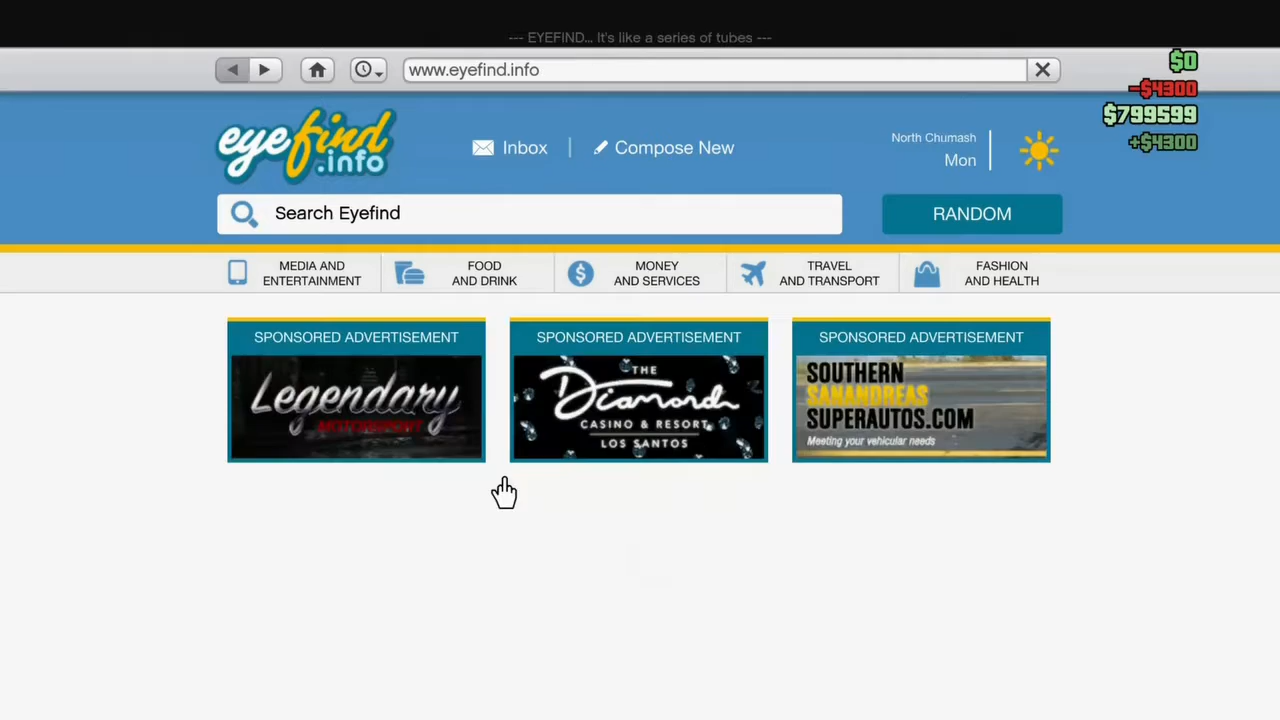 --- EYEFIND... It's like a series of tubes ---
www.eyefind.info
$0
-$4300
$799599
+$4300
eyefind
.info
Inbox
Compose New
North Chumash
Mon
Search Eyefind
RANDOM
MEDIA AND
ENTERTAINMENT
FOOD
AND DRINK
MONEY
AND SERVICES
TRAVEL
AND TRANSPORT
FASHION
AND HEALTH
SPONSORED ADVERTISEMENT
Legendary
MOTORSPORT
SPONSORED ADVERTISEMENT
THE
Diamond
CASINO & RESORT
LOS SANTOS
SPONSORED ADVERTISEMENT
SOUTHERN
SANANDREAS
SUPERAUTOS.COM
Meeting your vehicular needs